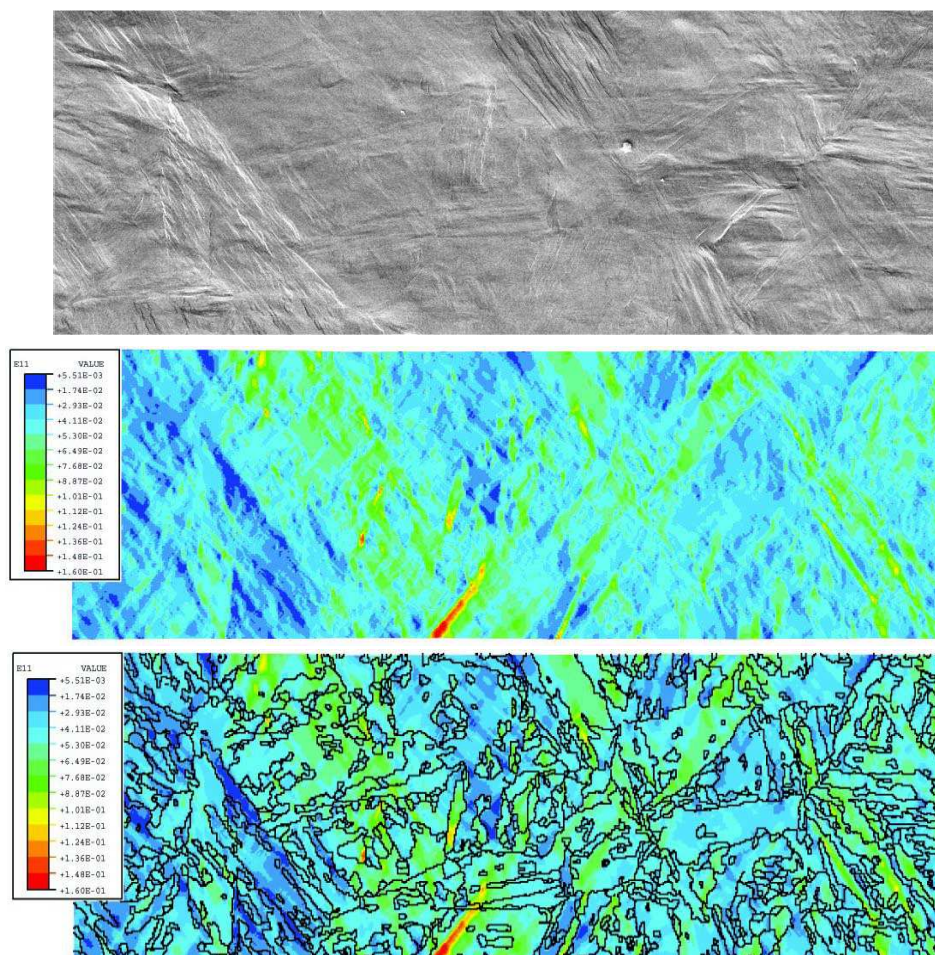 E11 VALUE
+5.51E-03
+1.74E-02
+2.93E-02
+4.11E-02
+5.30E-02
+6.49E-02
+7.68E-02
+8.87E-02
+1.01E-01
+1.12E-01
+1.24E-01
+1.36E-01
+1.48E-01
+1.60E-01
E11 VALUE
+5.51E-03
+1.74E-02
+2.93E-02
+4.11E-02
+5.30E-02
+6.49E-02
+7.68E-02
+8.87E-02
+1.01E-01
+1.12E-01
+1.24E-01
+1.36E-01
+1.48E-01
+1.60E-01